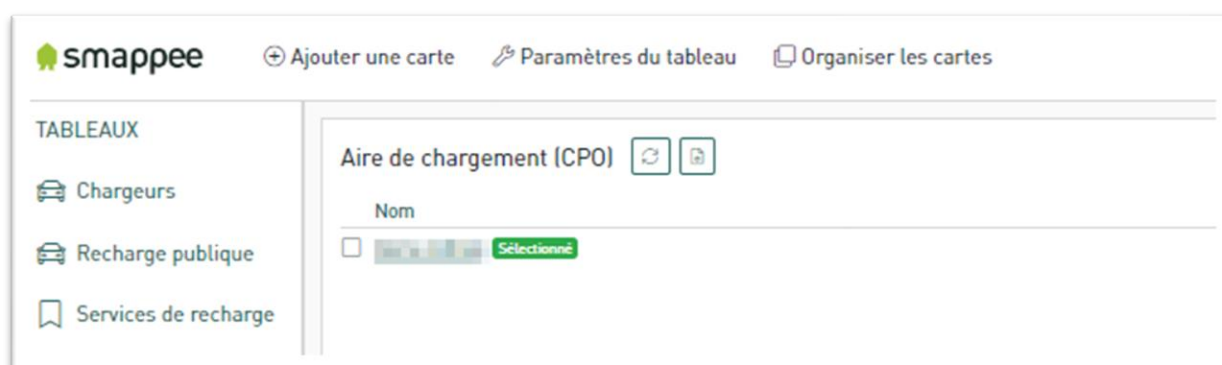 smappee Ajouter une carte Paramètres du tableau Organiser les cartes
TABLEAUX
Chargeurs
Recharge publique
Services de recharge
Aire de chargement (CPO)
Nom
Sélectionné